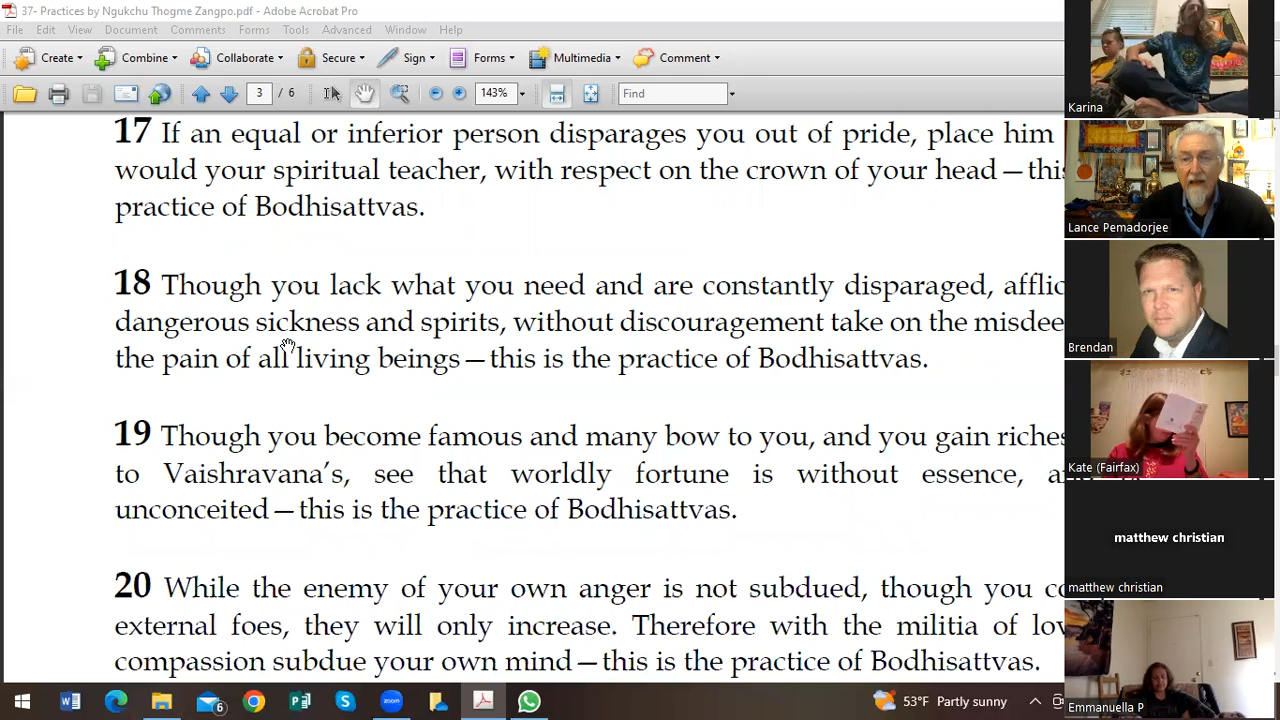 37- Practices by Ngukchu Thogme Zangpo.pdf - Adobe Acrobat Pro
File Edit View Document Comments Forms Tools Advanced Window Help
Create Combine Collaborate Secure Sign Forms Multimedia Comment
3 / 6 143% Find
17 If an equal or inferior person disparages you out of pride, place him
would your spiritual teacher, with respect on the crown of your head—this
practice of Bodhisattvas.
18 Though you lack what you need and are constantly disparaged, afflic
dangerous sickness and spirits, without discouragement take on the misdee
the pain of all living beings—this is the practice of Bodhisattvas.
19 Though you become famous and many bow to you, and you gain riches
to Vaishravana's, see that worldly fortune is without essence,
unconceited—this is the practice of Bodhisattvas.
20 While the enemy of your own anger is not subdued, though you co
external foes, they will only increase. Therefore with the militia of lov
compassion subdue your own mind—this is the practice of Bodhisattvas.
Karina
Lance Pemadorjee
Brendan
Kate (Fairfax)
matthew christian
matthew christian
Emmanuella P
6
zoom
53°F Partly sunny